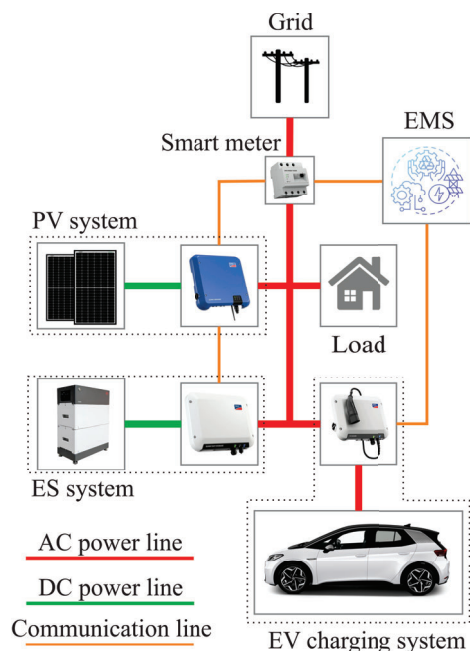 Grid
Smart meter
EMS
PV system
Load
ES system
AC power line
DC power line
Communication line
EV charging system